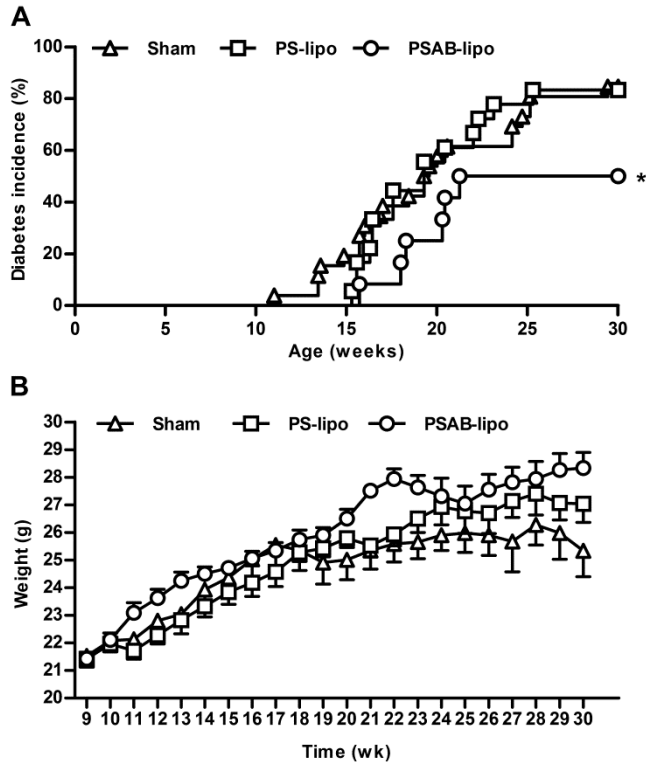 A
Sham PS-lipo PSAB-lipo
Diabetes incidence (%)
100
80
60
40
20
0
*
0 5 10 15 20 25 30
Age (weeks)
B
Sham PS-lipo PSAB-lipo
Weight (g)
30
29
28
27
26
25
24
23
22
21
20
9 10 11 12 13 14 15 16 17 18 19 20 21 22 23 24 25 26 27 28 29 30
Time (wk)